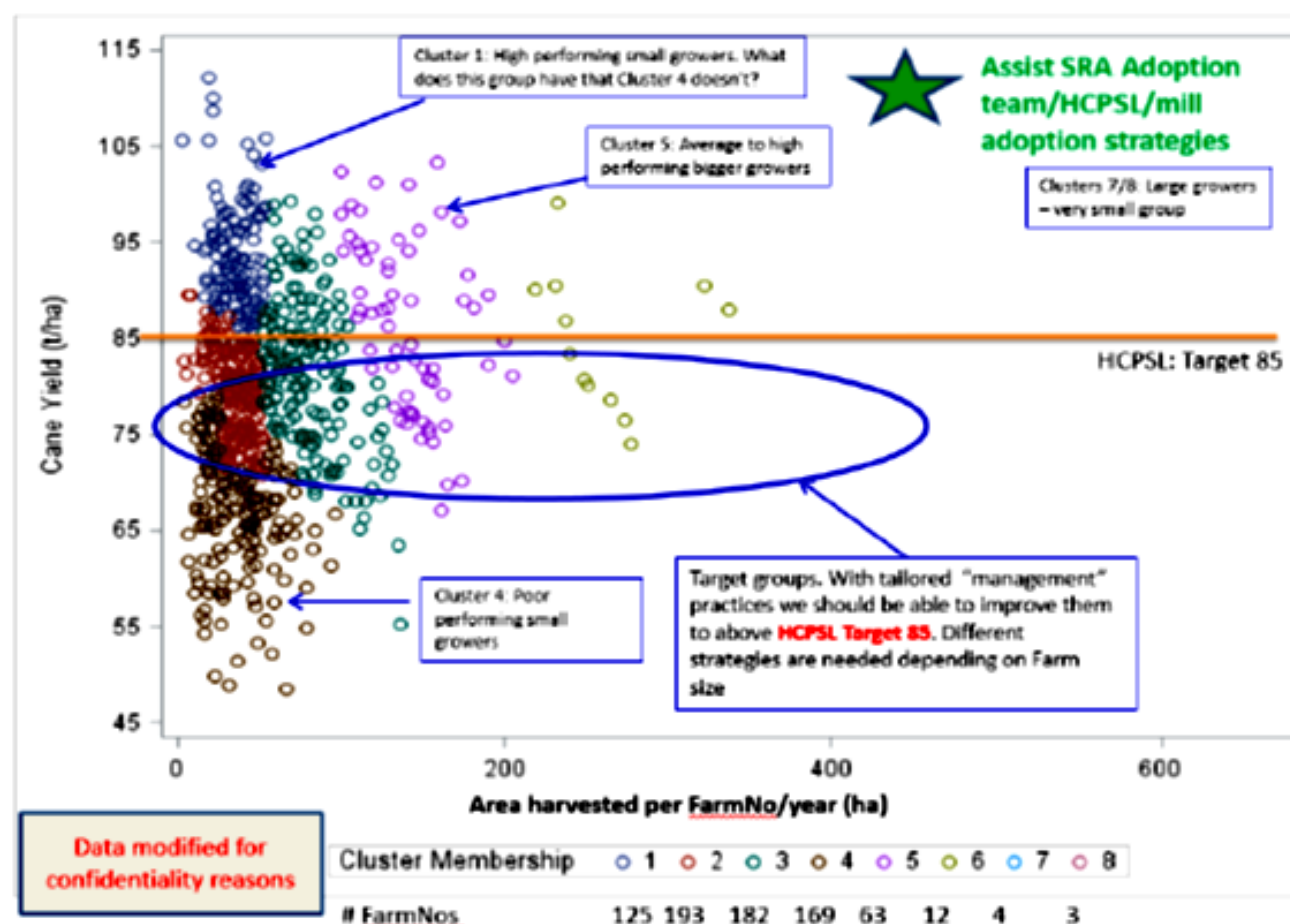 115
105
95
85
75
65
55
45
Cane Yield (t/ha)
Cluster 1: High performing small growers. What
does this group have that Cluster 4 doesn't?
Cluster 5: Average to high
performing bigger growers
Assist SRA Adoption
team/HCPSL/mill
adoption strategies
Clusters 7/8: Large growers
– very small group
HCPSL: Target 85
Cluster 4: Poor
performing small
growers
Target groups. With tailored "management"
practices we should be able to improve them
to above HCPSL Target 85. Different
strategies are needed depending on Farm
size
0 200 400 600
Area harvested per FarmNo/year (ha)
Data modified for
confidentiality reasons
Cluster Membership 1 2 3 4 5 6 7 8
# FarmNos 125 193 182 169 63 12 4 3